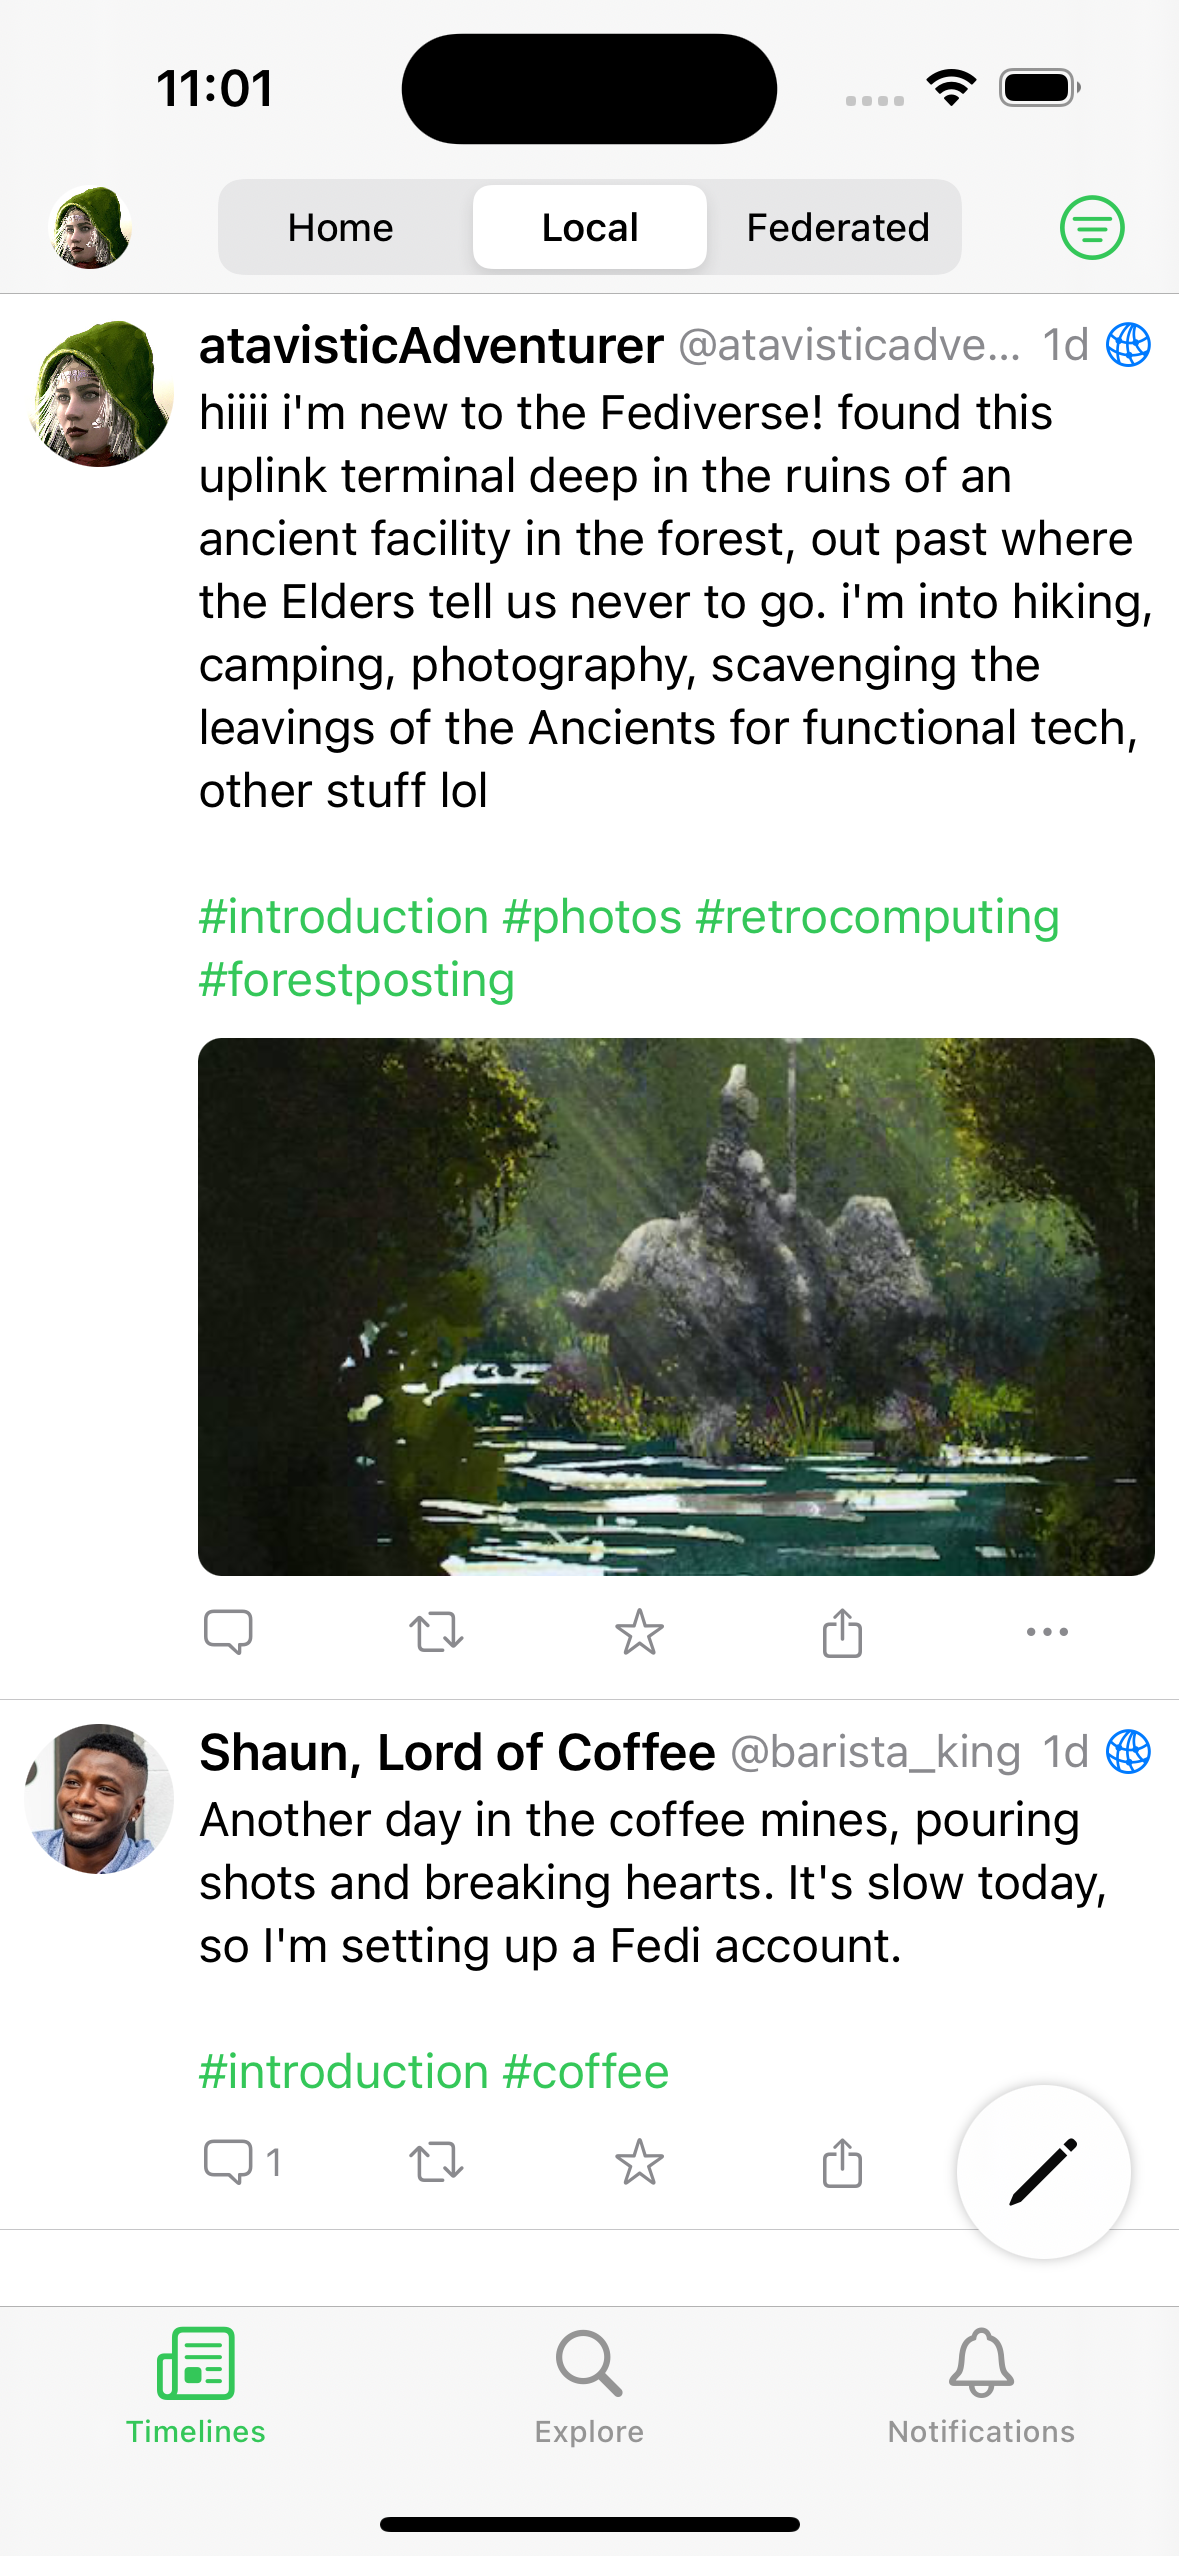 11:01
Home Local Federated
atavisticAdventurer @atavisticadve... 1d
hiiii i'm new to the Fediverse! found this
uplink terminal deep in the ruins of an
ancient facility in the forest, out past where
the Elders tell us never to go. i'm into hiking,
camping, photography, scavenging the
leavings of the Ancients for functional tech,
other stuff lol
#introduction #photos #retrocomputing
#forestposting
Shaun, Lord of Coffee @barista_king 1d
Another day in the coffee mines, pouring
shots and breaking hearts. It's slow today,
so I'm setting up a Fedi account.
#introduction #coffee
1
Timelines Explore Notifications